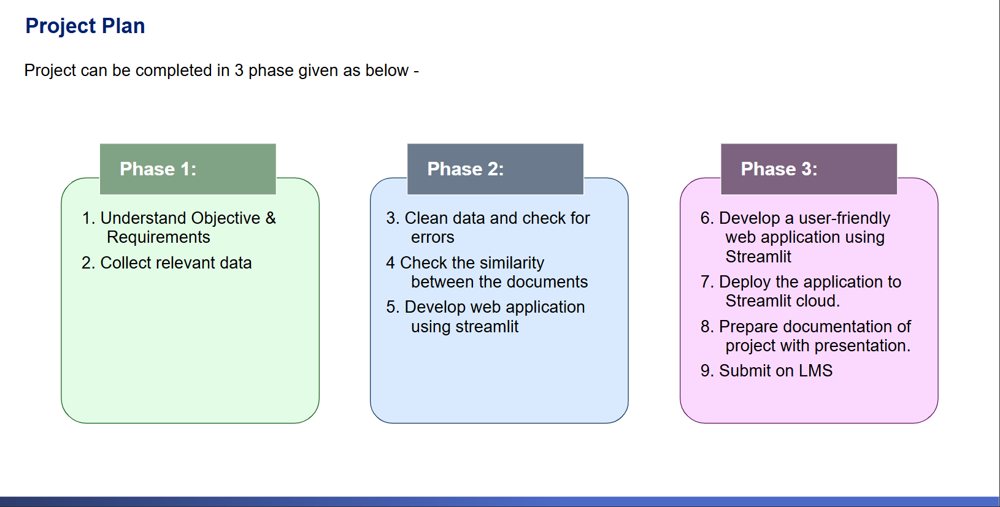 Project Plan
Project can be completed in 3 phase given as below -
Phase 1:
1. Understand Objective &
Requirements
2. Collect relevant data
Phase 2:
3. Clean data and check for
errors
4 Check the similarity
between the documents
5. Develop web application
using streamlit
Phase 3:
6. Develop a user-friendly
web application using
Streamlit
7. Deploy the application to
Streamlit cloud.
8. Prepare documentation of
project with presentation.
9. Submit on LMS